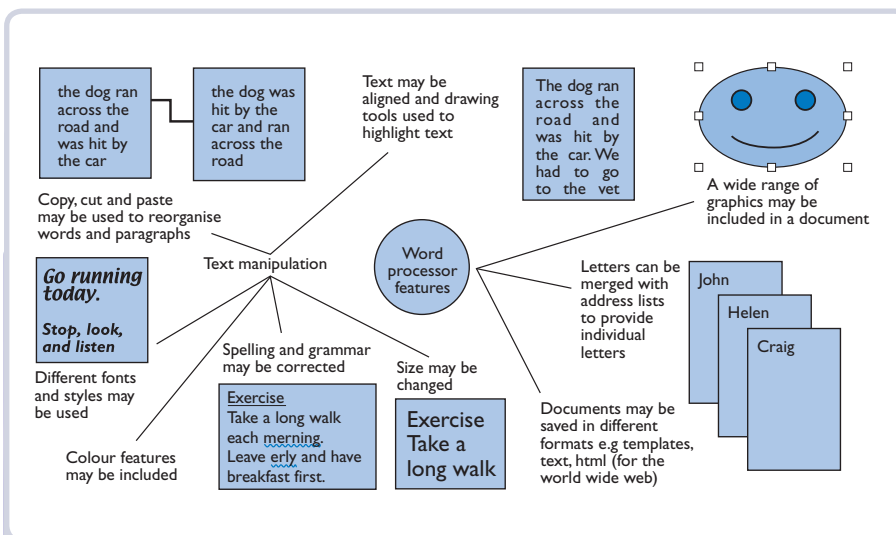 the dog ran
across the
road and
was hit by
the car
the dog was
hit by the
car and ran
across the
road
Text may be
aligned and drawing
tools used to
highlight text
The dog ran
across the
road and
was hit by
the car. We
had to go
to the vet
A wide range of
graphics may be
included in a document
Copy, cut and paste
may be used to reorganise
words and paragraphs
Text manipulation
Word
processor
features
Letters can be
merged with
address lists
to provide
individual
letters
John
Helen
Craig
Go running
today.
Stop, look,
and listen
Different fonts
and styles may
be used
Spelling and grammar
may be corrected
Exercise
Take a long walk
each merning.
Leave erly and have
breakfast first.
Size may be
changed
Exercise
Take a
long walk
Documents may be
saved in different
formats e.g templates,
text, html (for the
world wide web)
Colour features
may be included